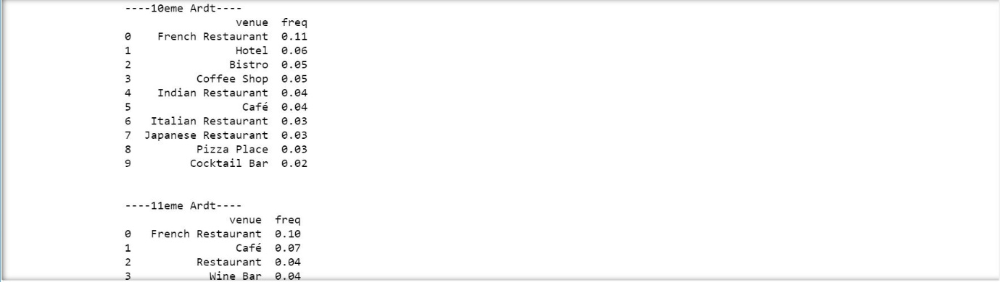 ----10eme Ardt----
venue freq
0 French Restaurant 0.11
1 Hotel 0.06
2 Bistro 0.05
3 Coffee Shop 0.05
4 Indian Restaurant 0.04
5 Café 0.04
6 Italian Restaurant 0.03
7 Japanese Restaurant 0.03
8 Pizza Place 0.03
9 Cocktail Bar 0.02
----11eme Ardt----
venue freq
0 French Restaurant 0.10
1 Café 0.07
2 Restaurant 0.04
3 Wine Bar 0.04